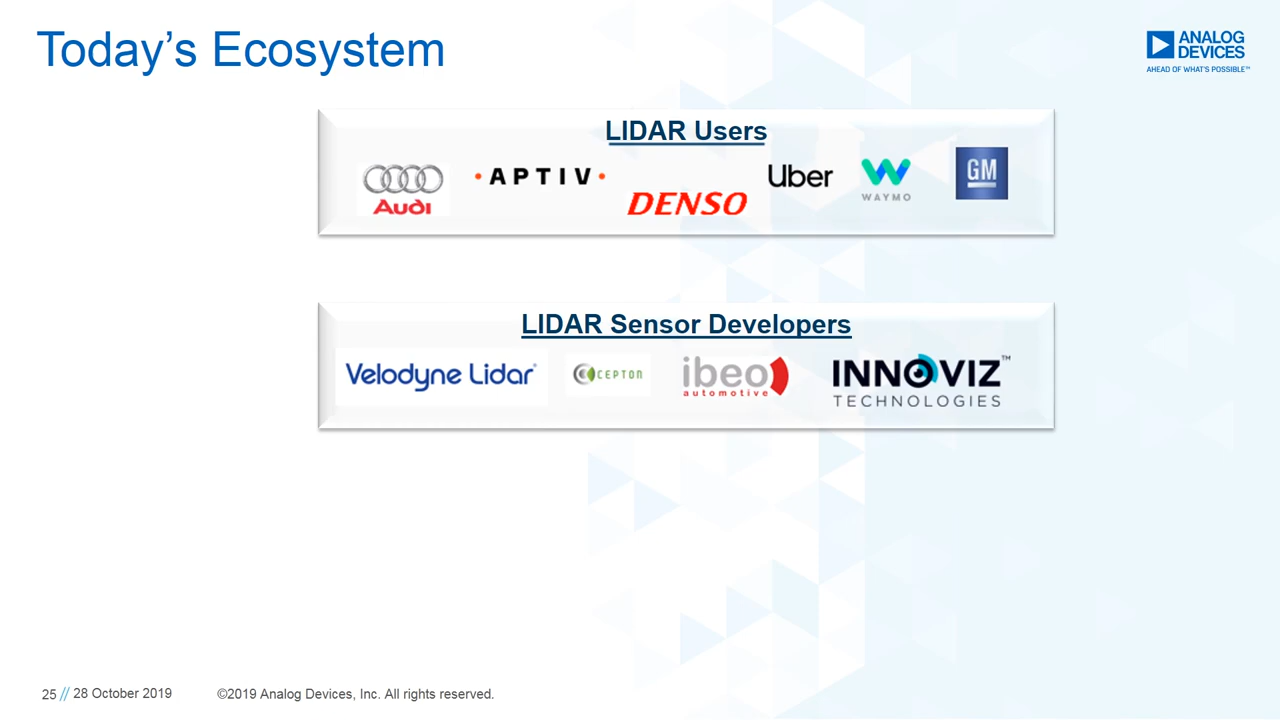 Today’s Ecosystem
ANALOG
DEVICES
AHEAD OF WHAT'S POSSIBLE™
LIDAR Users
Audi
APTIV
DENSO
Uber
WAYMO
GM
LIDAR Sensor Developers
Velodyne Lidar®
CEPTON
ibeo
automotive
INNOVIZ™
TECHNOLOGIES
25 // 28 October 2019
©2019 Analog Devices, Inc. All rights reserved.